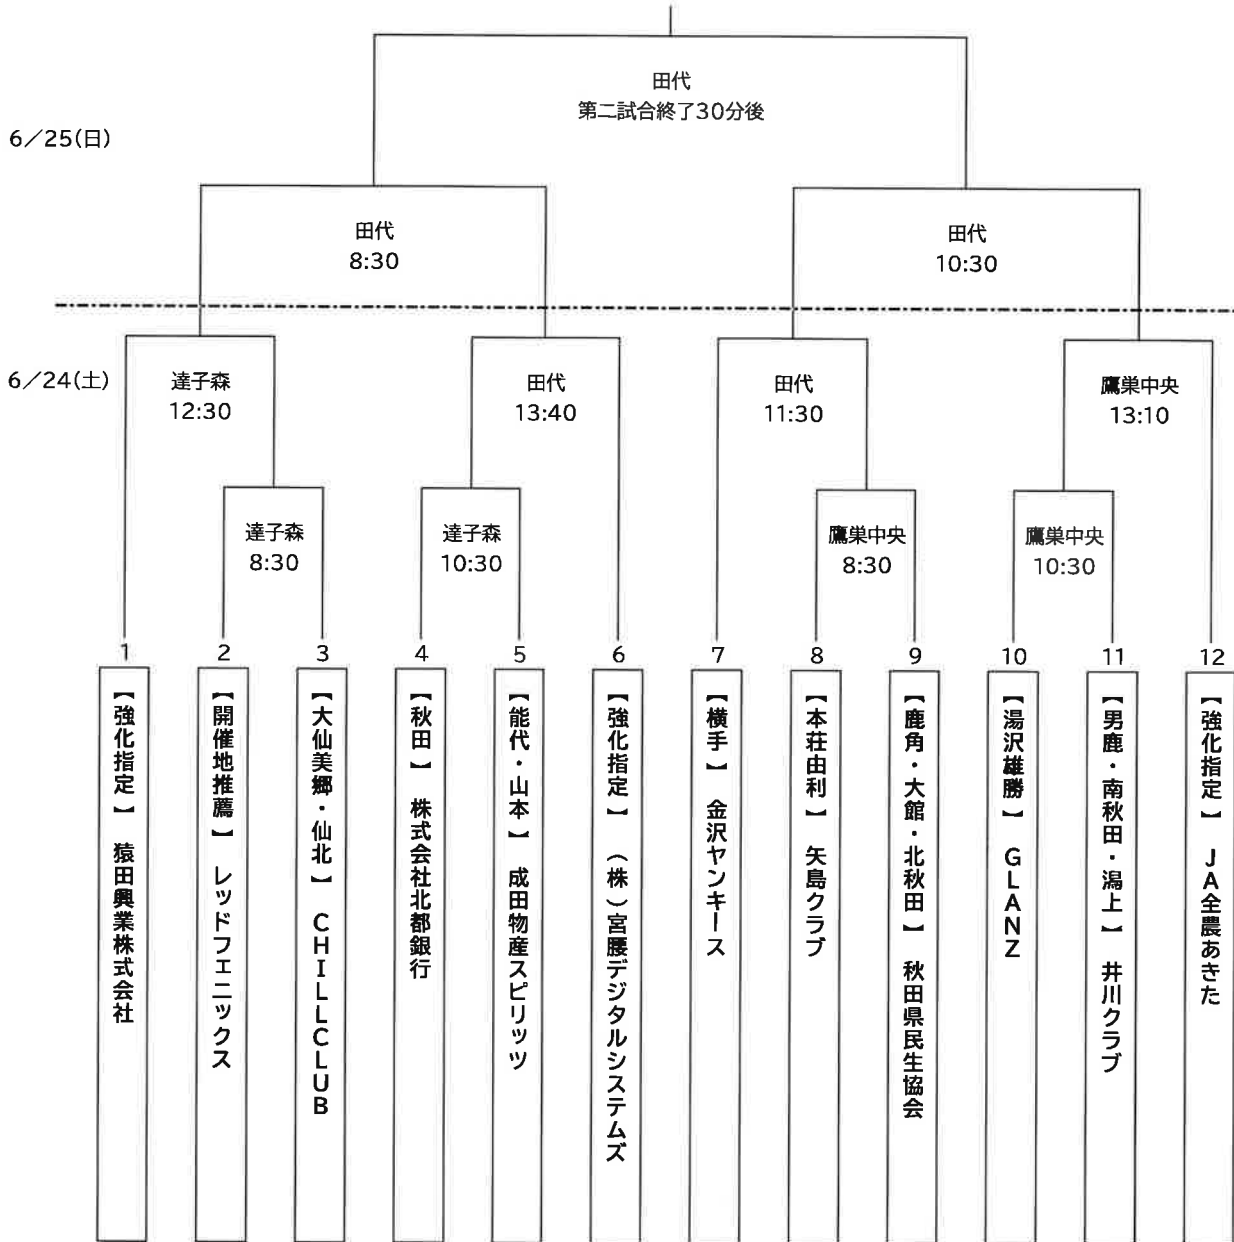 田代
第二試合終了30分後
6／25(日)
田代
8:30
田代
10:30
6／24(土)
達子森
12:30
田代
13:40
田代
11:30
鷹巣中央
13:10
達子森
8:30
達子森
10:30
鷹巣中央
8:30
鷹巣中央
10:30
1
2
3
4
5
6
7
8
9
10
11
12
【強化指定】 猿田興業株式会社
【開催地推薦】 レッドフェニックス
【大仙美郷・仙北】 CHILLCLUB
【秋田】 株式会社北都銀行
【能代・山本】 成田物産スピリッツ
【強化指定】 （株）宮腰デジタルシステムズ
【横手】 金沢ヤンキース
【本荘由利】 矢島クラブ
【鹿角・大館・北秋田】 秋田県民生協会
【湯沢雄勝】 GLANZ
【男鹿・南秋田・潟上】 井川クラブ
【強化指定】 JA全農あきた